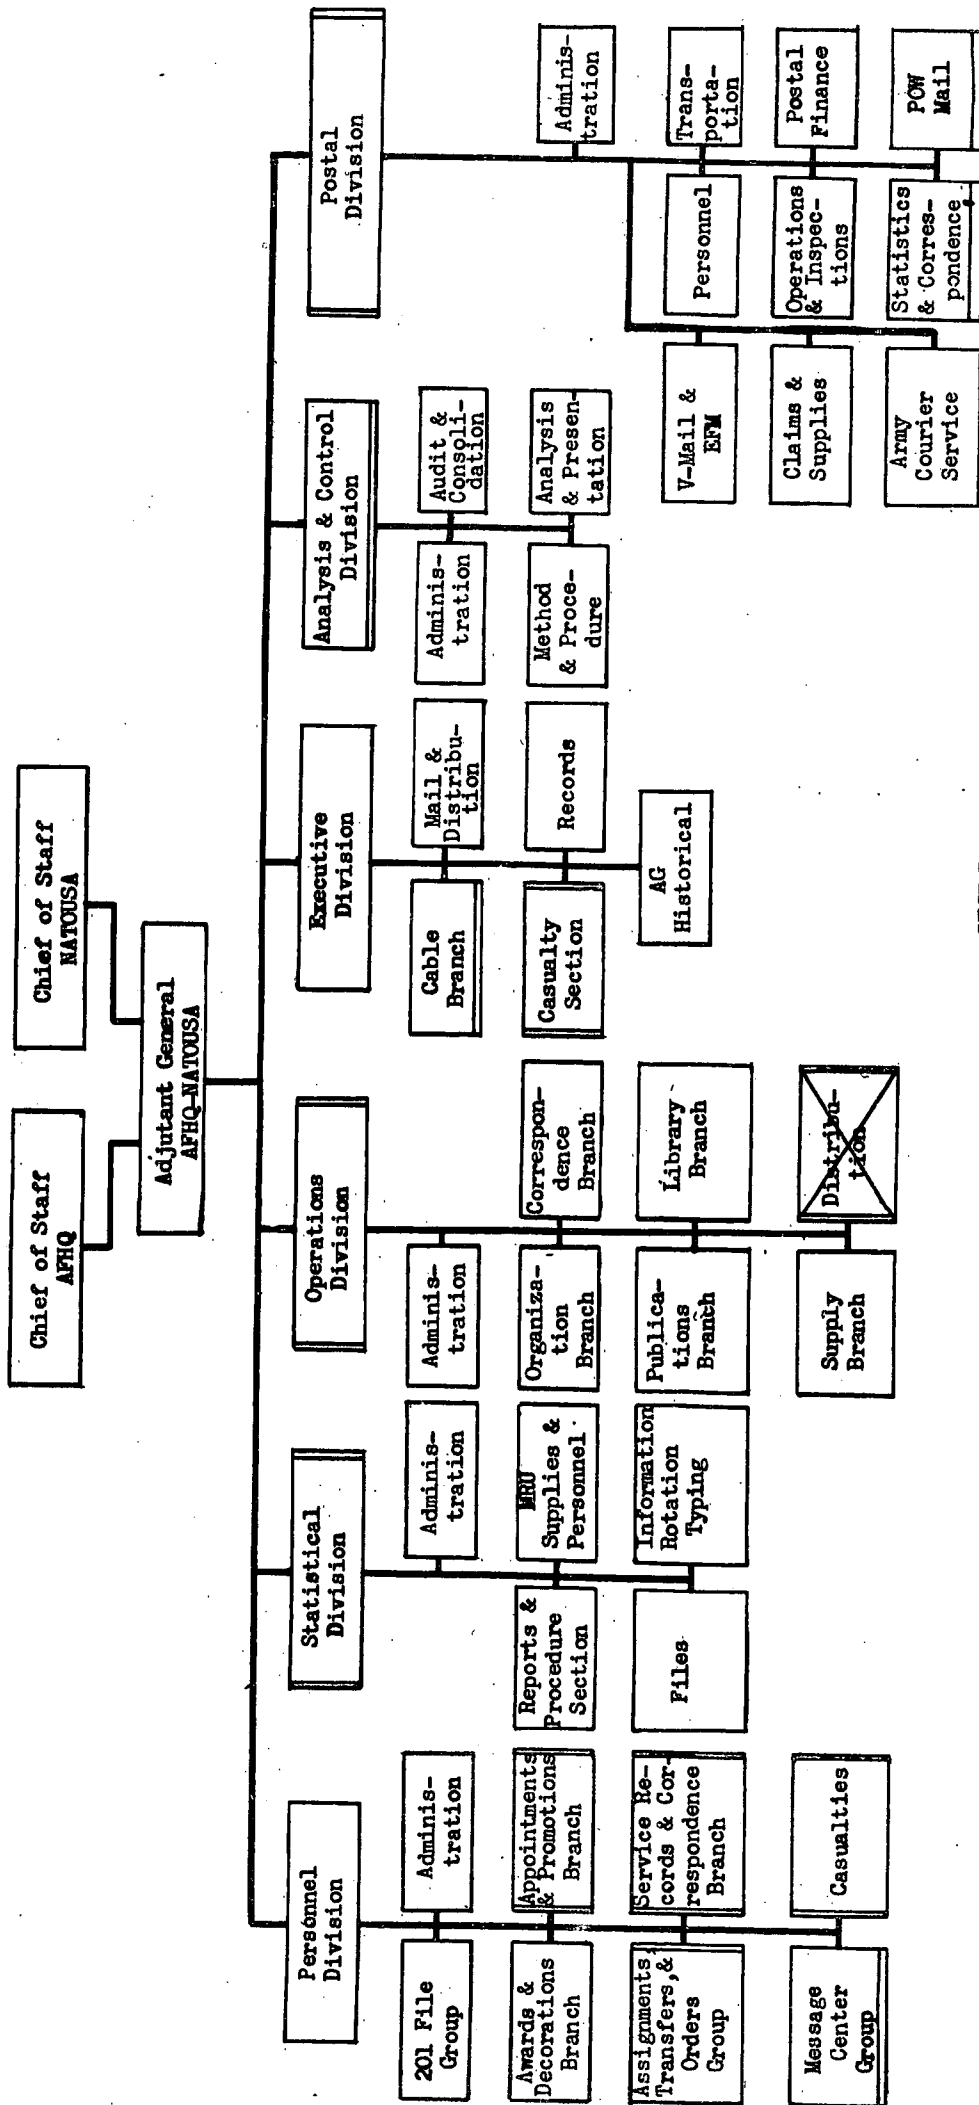 Chief of Staff
AFHQ
Chief of Staff
NATOUSA
Adjutant General
AFHQ-NATOUSA
Personnel
Division
Statistical
Division
Operations
Division
Executive
Division
Analysis & Control
Division
Postal
Division
201 File
Group
Adminis-
tration
Awards &
Decorations
Branch
Appointments
& Promotions
Branch
Assignments,
Transfers,&
Orders
Group
Service Re-
cords & Cor-
respondence
Branch
Message
Center
Group
Casualties
Adminis-
tration
Reports &
Procedure
Section
MRU
Supplies &
Personnel
Files
Information
Rotation
Typing
Adminis-
tration
Organiza-
tion
Branch
Correspon-
dence
Branch
Publica-
tions
Branch
Library
Branch
Supply
Branch
Distribu-
tion
Cable
Branch
Mail &
Distribu-
tion
Casualty
Section
Records
AG
Historical
Adminis-
tration
Audit &
Consoli-
dation
Method
& Proce-
dure
Analysis
& Presen-
tation
Adminis-
tration
V-Mail &
EFM
Personnel
Trans-
porta-
tion
Claims &
Supplies
Operations
& Inspec-
tions
Postal
Finance
Army
Courier
Service
Statistics
& Corres-
pondence
POW
Mail